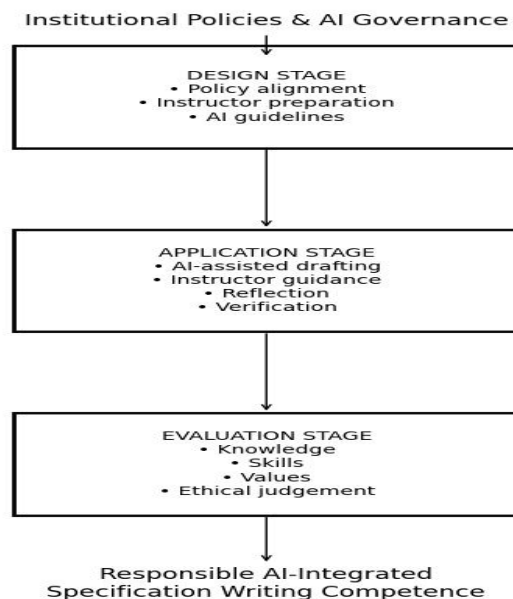 Institutional Policies & AI Governance
DESIGN STAGE
• Policy alignment
• Instructor preparation
• AI guidelines
APPLICATION STAGE
• AI-assisted drafting
• Instructor guidance
• Reflection
• Verification
EVALUATION STAGE
• Knowledge
• Skills
• Values
• Ethical judgement
Responsible AI-Integrated
Specification Writing Competence